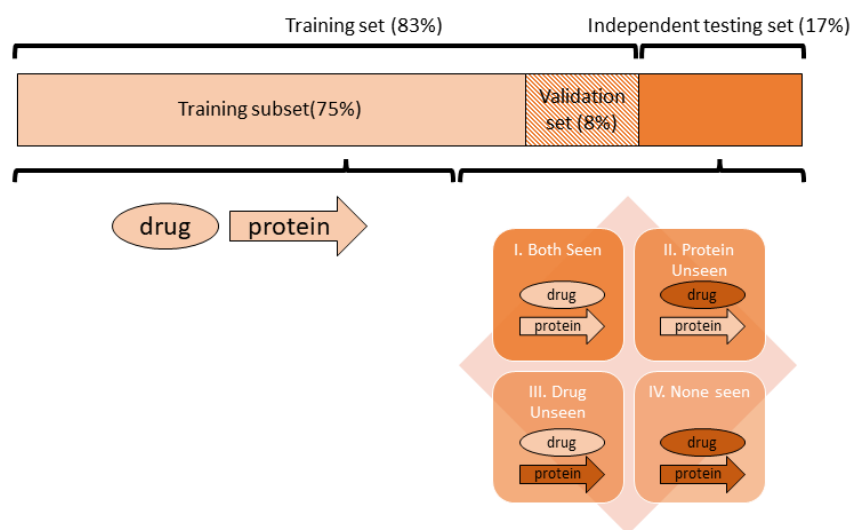 Training set (83%)
Independent testing set (17%)
Training subset(75%)
Validation
set (8%)
drug
protein
I. Both Seen
drug
protein
II. Protein
Unseen
drug
protein
III. Drug
Unseen
drug
protein
IV. None seen
drug
protein